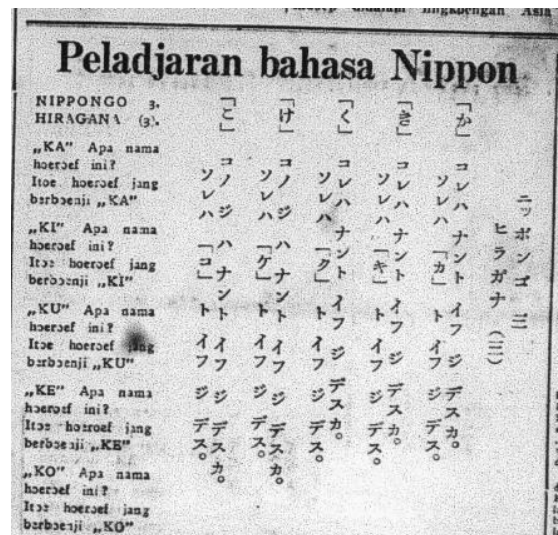 Asia
Peladjaran bahasa Nippon
NIPPONGO 3.
HIRAGANA (3).
„KA” Apa nama
hoeroef ini?
Itoe hoeroef jang
berboenji „KA”
„KI” Apa nama
hoeroef ini?
Itoe hoeroef jang
berboenji „KI”
„KU” Apa nama
hoeroef ini?
Itoe hoeroef jang
berboenji „KU”
„KE” Apa nama
hoeroef ini?
Itoe hoeroef jang
berboenji „KE”
„KO” Apa nama
hoeroef ini?
Itoe hoeroef jang
berboenji „KO”
ニッポンゴ 三
ヒラガナ (三)
「か」
コレハ ナント イフ ジ デスカ。
ソレハ 「カ」 ト イフ ジ デス。
「き」
コレハ ナント イフ ジ デスカ。
ソレハ 「キ」 ト イフ ジ デス。
「く」
コレハ ナント イフ ジ デスカ。
ソレハ 「ク」 ト イフ ジ デス。
「け」
コノ ジ ハ ナント イフ ジ デスカ。
ソレハ 「ケ」 ト イフ ジ デス。
「こ」
コノ ジ ハ ナント イフ ジ デスカ。
ソレハ 「コ」 ト イフ ジ デス。